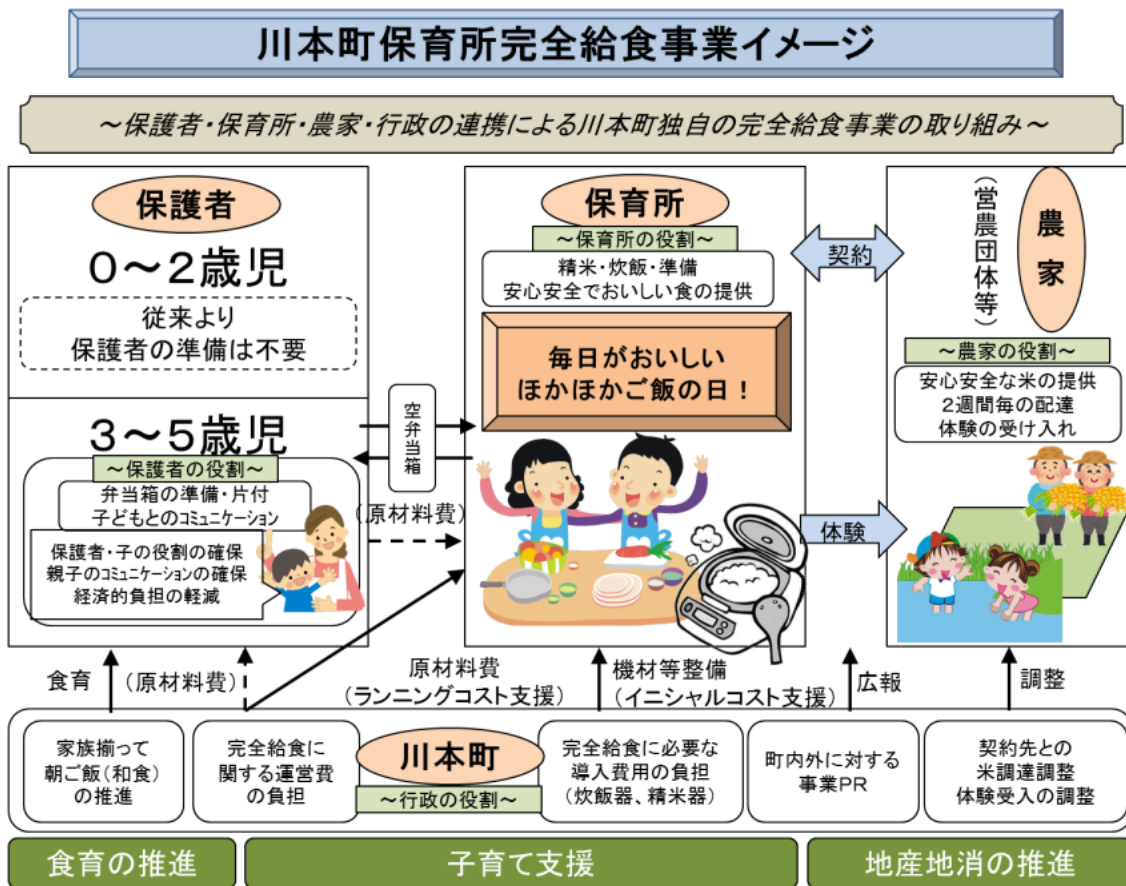 川本町保育所完全給食事業イメージ
～保護者・保育所・農家・行政の連携による川本町独自の完全給食事業の取り組み～
保護者
0～2歳児
従来より
保護者の準備は不要
3～5歳児
～保護者の役割～
弁当箱の準備・片付
子どもとのコミュニケーション
保護者・子の役割の確保
親子のコミュニケーションの確保
経済的負担の軽減
空弁当箱
(原材料費)
保育所
～保育所の役割～
精米・炊飯・準備
安心安全でおいしい食の提供
毎日がおいしい
ほかほかご飯の日！
契約
体験
農家
(営農団体等)
～農家の役割～
安心安全な米の提供
2週間毎の配達
体験の受け入れ
食育
(原材料費)
原材料費
(ランニングコスト支援)
機材等整備
(イニシャルコスト支援)
広報
調整
家族揃って
朝ご飯(和食)
の推進
完全給食に
関する運営費
の負担
川本町
～行政の役割～
完全給食に必要な
導入費用の負担
(炊飯器、精米器)
町内外に対する
事業PR
契約先との
米調達調整
体験受入の調整
食育の推進
子育て支援
地産地消の推進